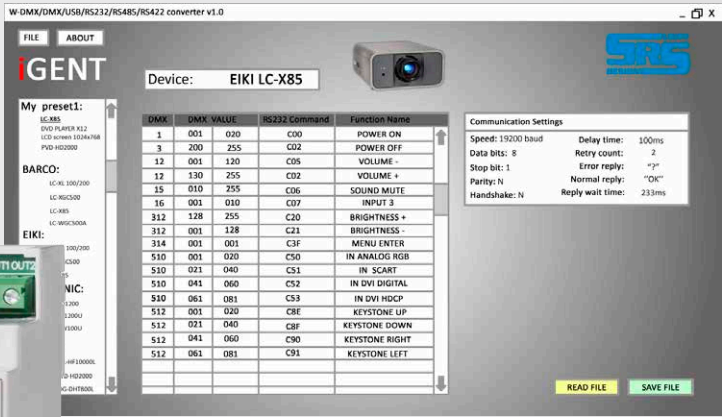 W-DMX/DMX/USB/RS232/RS485/RS422 converter v1.0
FILE ABOUT
iGENT
Device: EIKI LC-X85
SRS
My preset1:
LC-X85
DVD PLAYER X12
LCD screen 1024x768
PVD-HD2000
BARCO:
LC-XL 100/200
LC-XGC500
LC-X85
LC-WGC500A
EIKI:
100/200
C500
NIC:
1200
1200U
V100U
-HF10000L
D-HD2000
G-DHT800L
OUT1 OUT2
DMX DMX VALUE RS232 Command Function Name
1 001 020 C00 POWER ON
3 200 255 C02 POWER OFF
12 001 120 C05 VOLUME -
12 130 255 C02 VOLUME +
15 010 255 C06 SOUND MUTE
16 001 010 C07 INPUT 3
312 128 255 C20 BRIGHTNESS +
312 001 128 C21 BRIGHTNESS -
314 001 001 C3F MENU ENTER
510 001 020 C50 IN ANALOG RGB
510 021 040 C51 IN SCART
510 041 060 C52 IN DVI DIGITAL
510 061 081 C53 IN DVI HDCP
512 001 020 C8E KEYSTONE UP
512 021 040 C8F KEYSTONE DOWN
512 041 060 C90 KEYSTONE RIGHT
512 061 081 C91 KEYSTONE LEFT
Communication Settings
Speed: 19200 baud Delay time: 100ms
Data bits: 8 Retry count: 2
Stop bit: 1 Error reply: "?"
Parity: N Normal reply: "OK"
Handshake: N Reply wait time: 233ms
READ FILE SAVE FILE